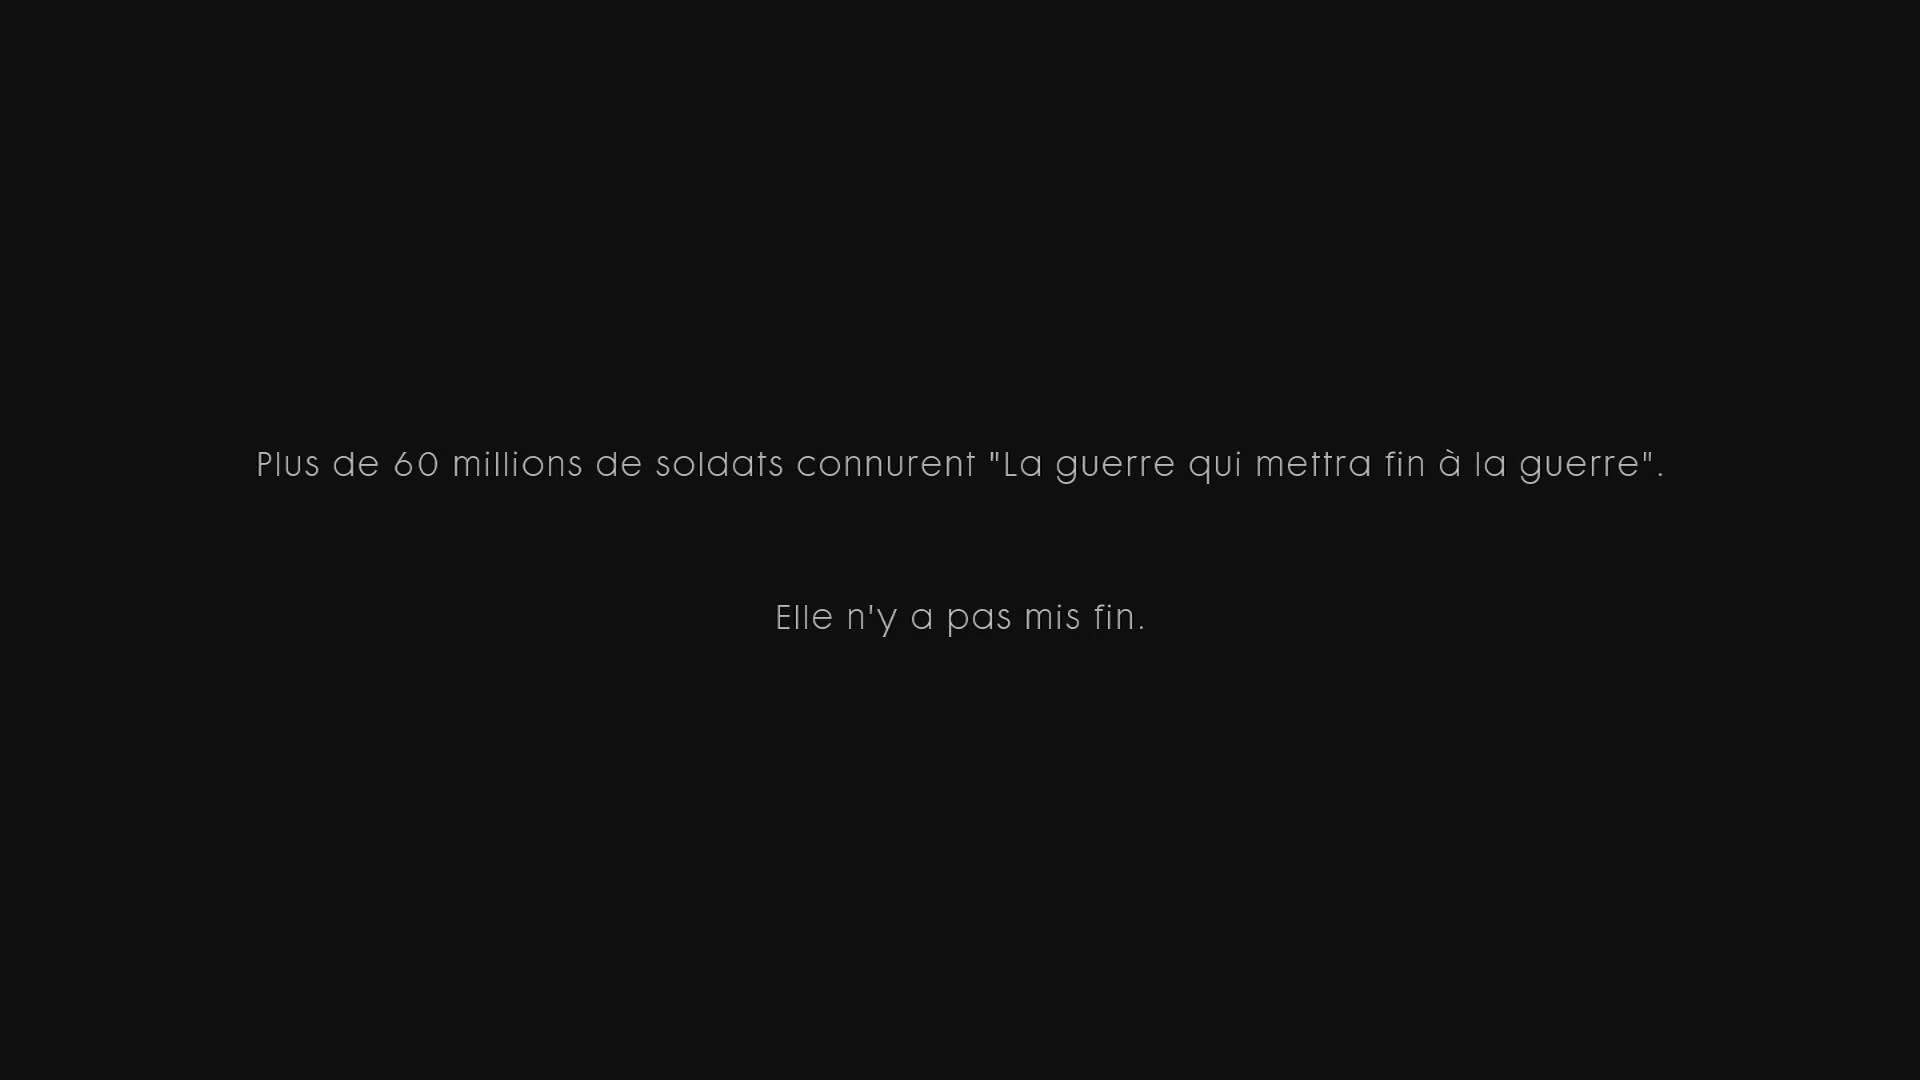 Plus de 60 millions de soldats connurent "La guerre qui mettra fin à la guerre".
Elle n'y a pas mis fin.